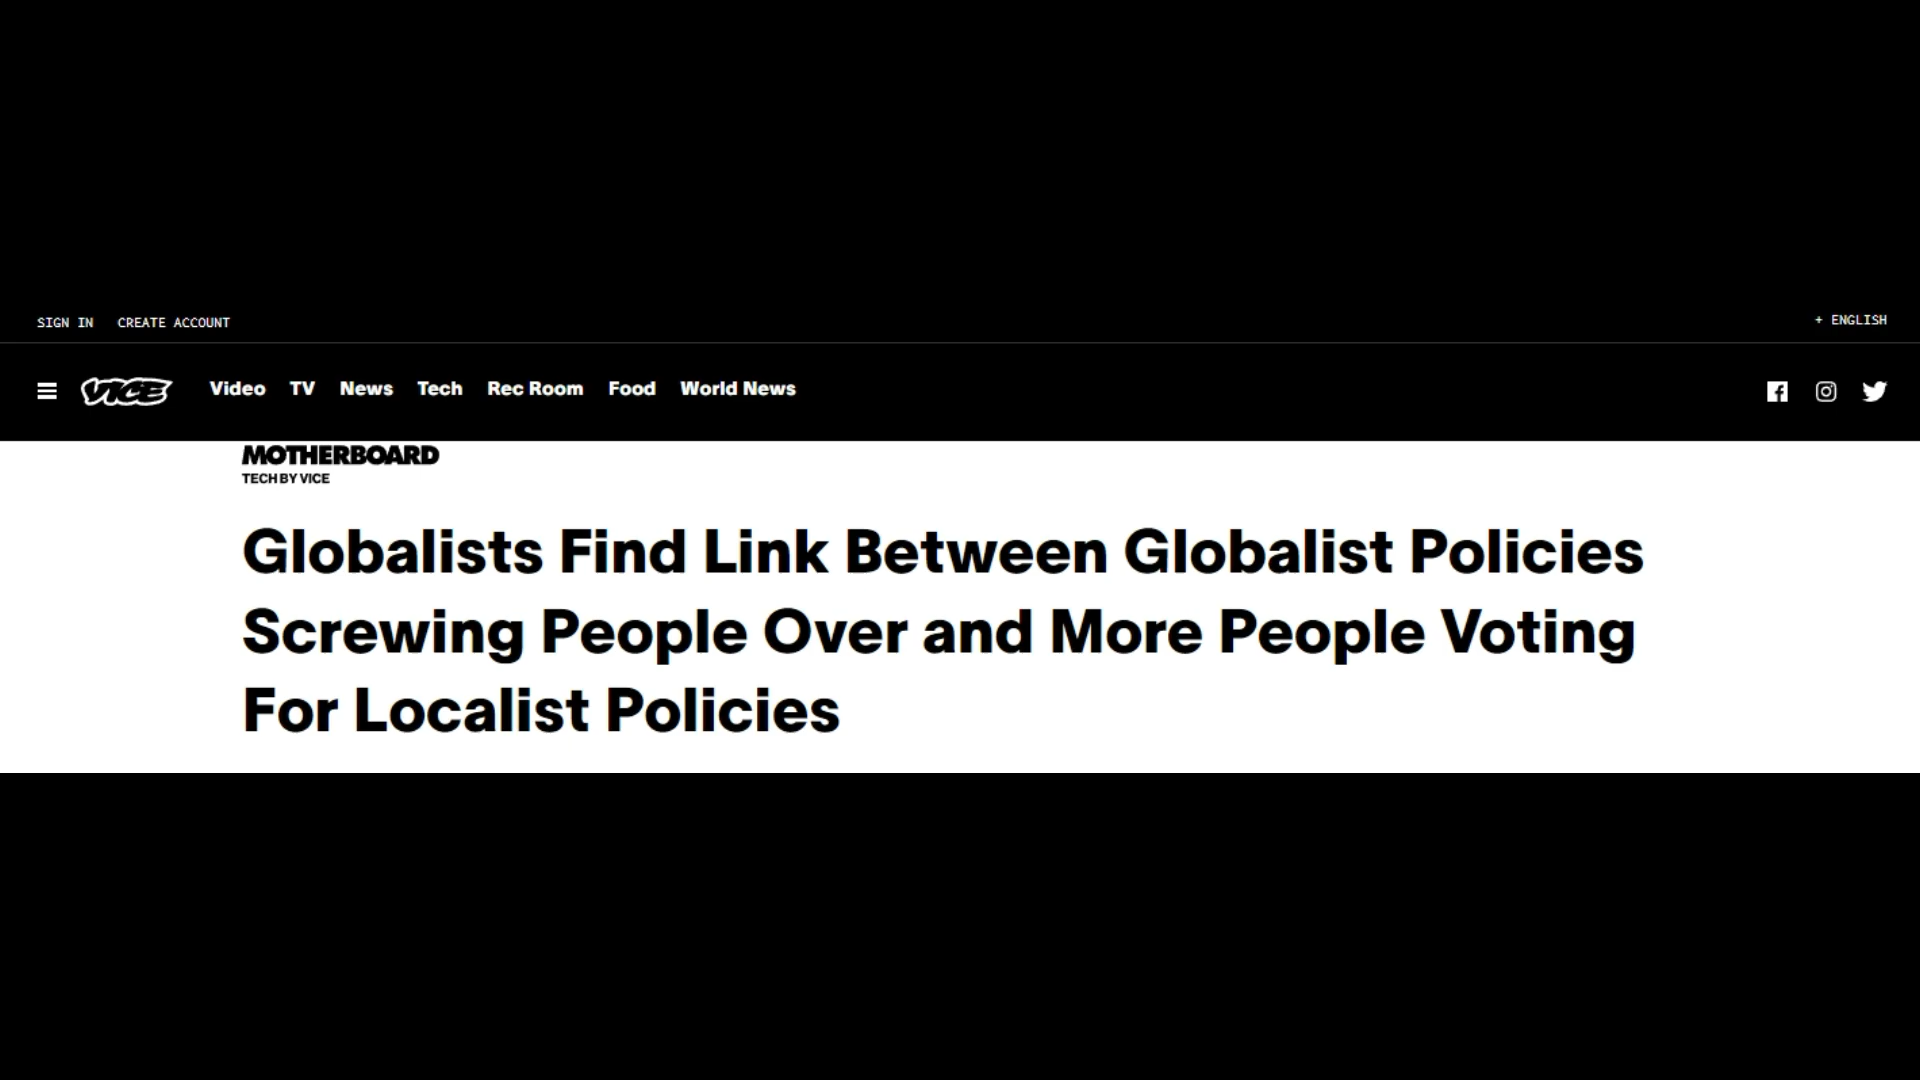 SIGN IN CREATE ACCOUNT
+ ENGLISH
VICE Video TV News Tech Rec Room Food World News
MOTHERBOARD
TECH BY VICE
Globalists Find Link Between Globalist Policies
Screwing People Over and More People Voting
For Localist Policies